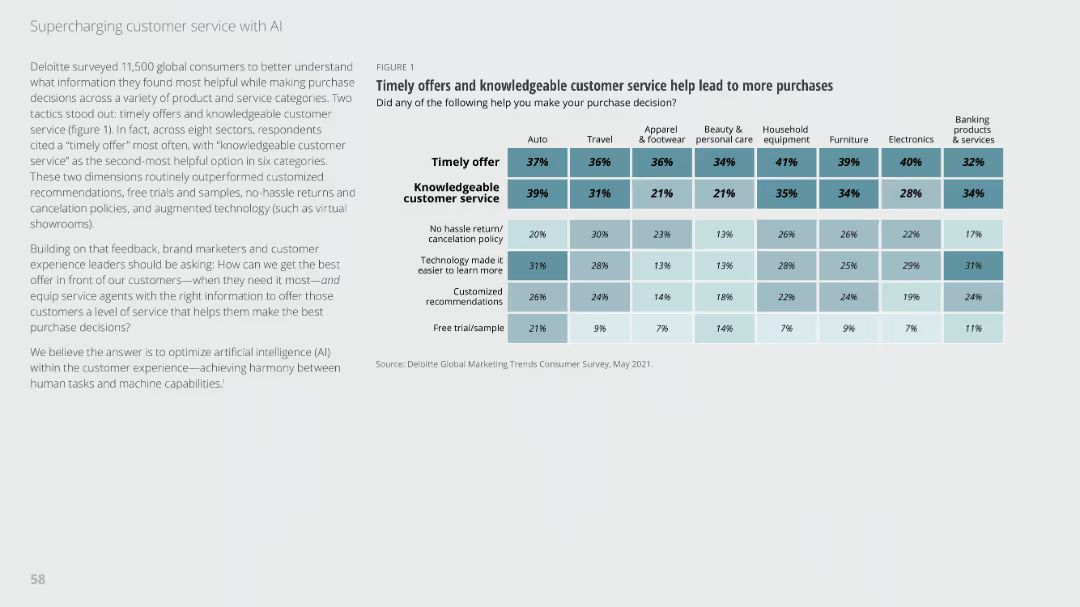 Supercharging customer service with AI
Deloitte surveyed 11,500 global consumers to better understand
what information they found most helpful while making purchase
decisions across a variety of product and service categories. Two
tactics stood out: timely offers and knowledgeable customer
service (figure 1). In fact, across eight sectors, respondents
cited a “timely offer” most often, with “knowledgeable customer
service” as the second-most helpful option in six categories.
These two dimensions routinely outperformed customized
recommendations, free trials and samples, no-hassle returns and
cancelation policies, and augmented technology (such as virtual
showrooms).
Building on that feedback, brand marketers and customer
experience leaders should be asking: How can we get the best
offer in front of our customers—when they need it most—and
equip service agents with the right information to offer those
customers a level of service that helps them make the best
purchase decisions?
We believe the answer is to optimize artificial intelligence (AI)
within the customer experience—achieving harmony between
human tasks and machine capabilities.¹
FIGURE 1
Timely offers and knowledgeable customer service help lead to more purchases
Did any of the following help you make your purchase decision?
Auto Travel Apparel & footwear Beauty & personal care Household equipment Furniture Electronics Banking products & services
Timely offer 37% 36% 36% 34% 41% 39% 40% 32%
Knowledgeable customer service 39% 31% 21% 21% 35% 34% 28% 34%
No hassle return/ cancelation policy 20% 30% 23% 13% 26% 26% 22% 17%
Technology made it easier to learn more 31% 28% 13% 13% 28% 25% 29% 31%
Customized recommendations 26% 24% 14% 18% 22% 24% 19% 24%
Free trial/sample 21% 9% 7% 14% 7% 9% 7% 11%
Source: Deloitte Global Marketing Trends Consumer Survey, May 2021.
58